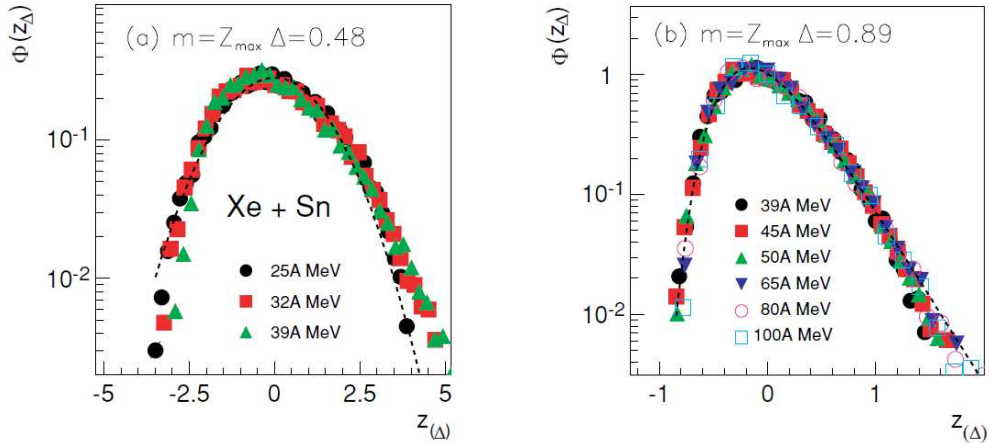 Φ(z_Δ)
(a) m=Z_max Δ=0.48
10⁻¹
10⁻²
Xe + Sn
25A MeV
32A MeV
39A MeV
-5 -2.5 0 2.5 5
z_(Δ)
Φ(z_Δ)
(b) m=Z_max Δ=0.89
1
10⁻¹
10⁻²
39A MeV
45A MeV
50A MeV
65A MeV
80A MeV
100A MeV
-1 0 1
z_(Δ)